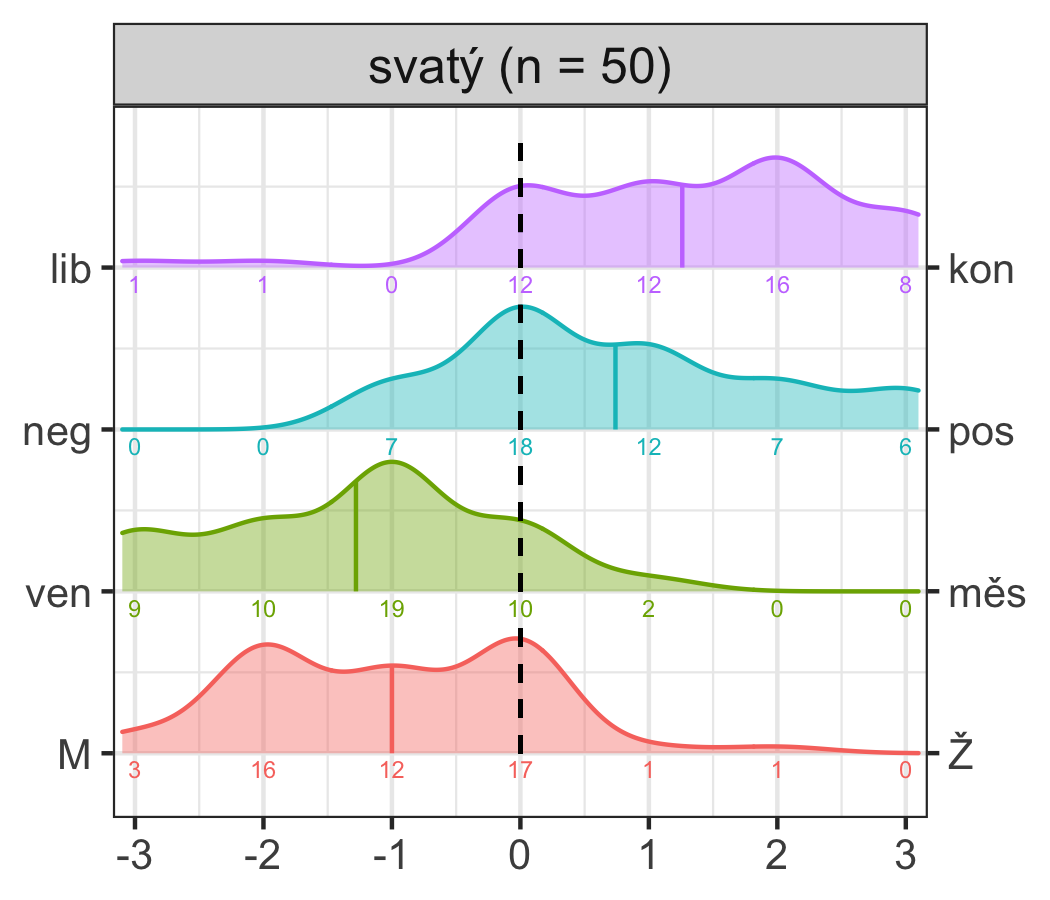 svatý (n = 50)
lib kon
1 1 0 12 12 16 8
neg pos
0 0 7 18 12 7 6
ven měs
9 10 19 10 2 0 0
M Ž
3 16 12 17 1 1 0
-3 -2 -1 0 1 2 3